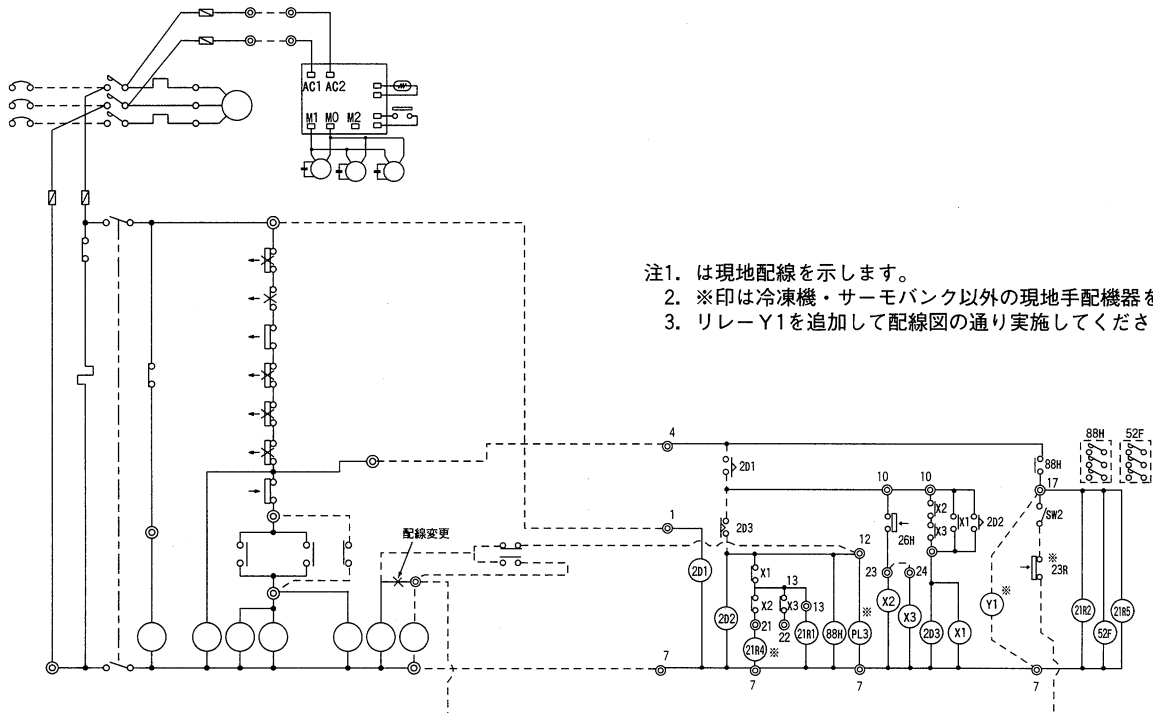 AC1 AC2
M1 M0 M2
注1. は現地配線を示します。
2. ※印は冷凍機・サーモバンク以外の現地手配機器を
3. リレーY1を追加して配線図の通り実施してくださ
88H 52F
4
2D1
88H
10 10 17
X2 X1 2D2 SW2
1
2D3
X3
26H
配線変更
12
※
23R
2D1
X1
13
23 24
X2 X3 13
X2
Y1 ※
21 22
X3
21R2 21R5
2D2 21R1 88H PL3 ※
2D3 X1
52F
21R4 ※
7 7 7 7